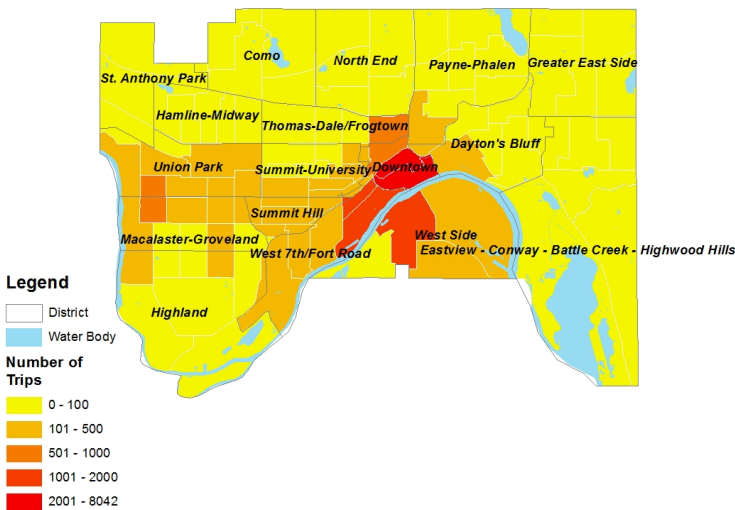 Como
North End
Payne-Phalen
Greater East Side
St. Anthony Park
Hamline-Midway
Thomas-Dale/Frogtown
Dayton's Bluff
Union Park
Summit-University
Downtown
Summit Hill
West Side
Macalaster-Groveland
West 7th/Fort Road
Eastview - Conway - Battle Creek - Highwood Hills
Highland
Legend
District
Water Body
Number of
Trips
0 - 100
101 - 500
501 - 1000
1001 - 2000
2001 - 8042